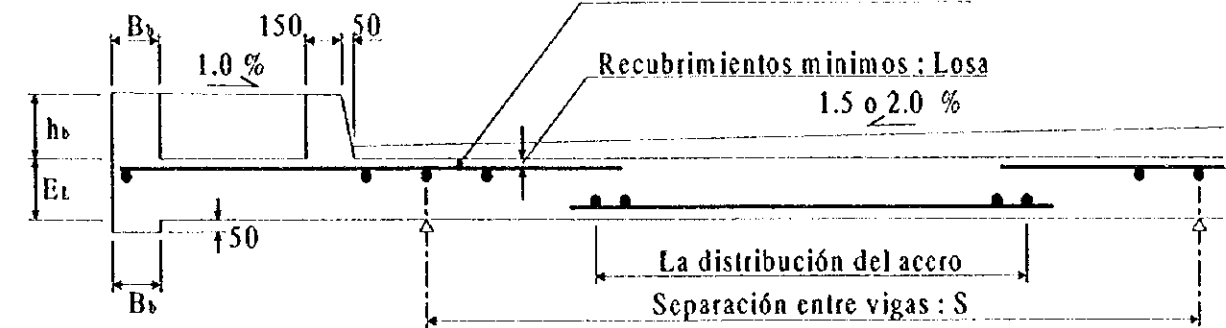 Bb 150 50
1.0 %
Recubrimientos minimos : Losa
1.5 o 2.0 %
hb
EL
50
La distribución del acero
Bb
Separación entre vigas : S